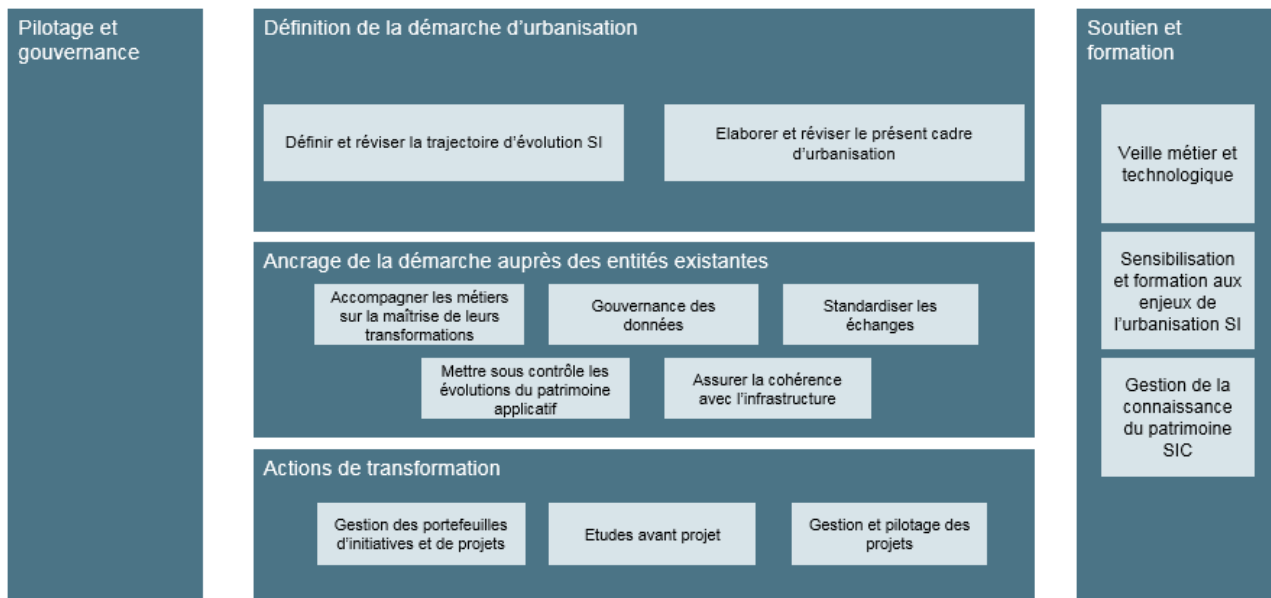 Pilotage et
gouvernance
Définition de la démarche d'urbanisation
Définir et réviser la trajectoire d'évolution SI
Elaborer et réviser le présent cadre
d'urbanisation
Ancrage de la démarche auprès des entités existantes
Accompagner les métiers
sur la maîtrise de leurs
transformations
Gouvernance des
données
Standardiser les
échanges
Mettre sous contrôle les
évolutions du patrimoine
applicatif
Assurer la cohérence
avec l'infrastructure
Actions de transformation
Gestion des portefeuilles
d'initiatives et de projets
Etudes avant projet
Gestion et pilotage des
projets
Soutien et
formation
Veille métier et
technologique
Sensibilisation
et formation aux
enjeux de
l'urbanisation SI
Gestion de la
connaissance
du patrimoine
SIC